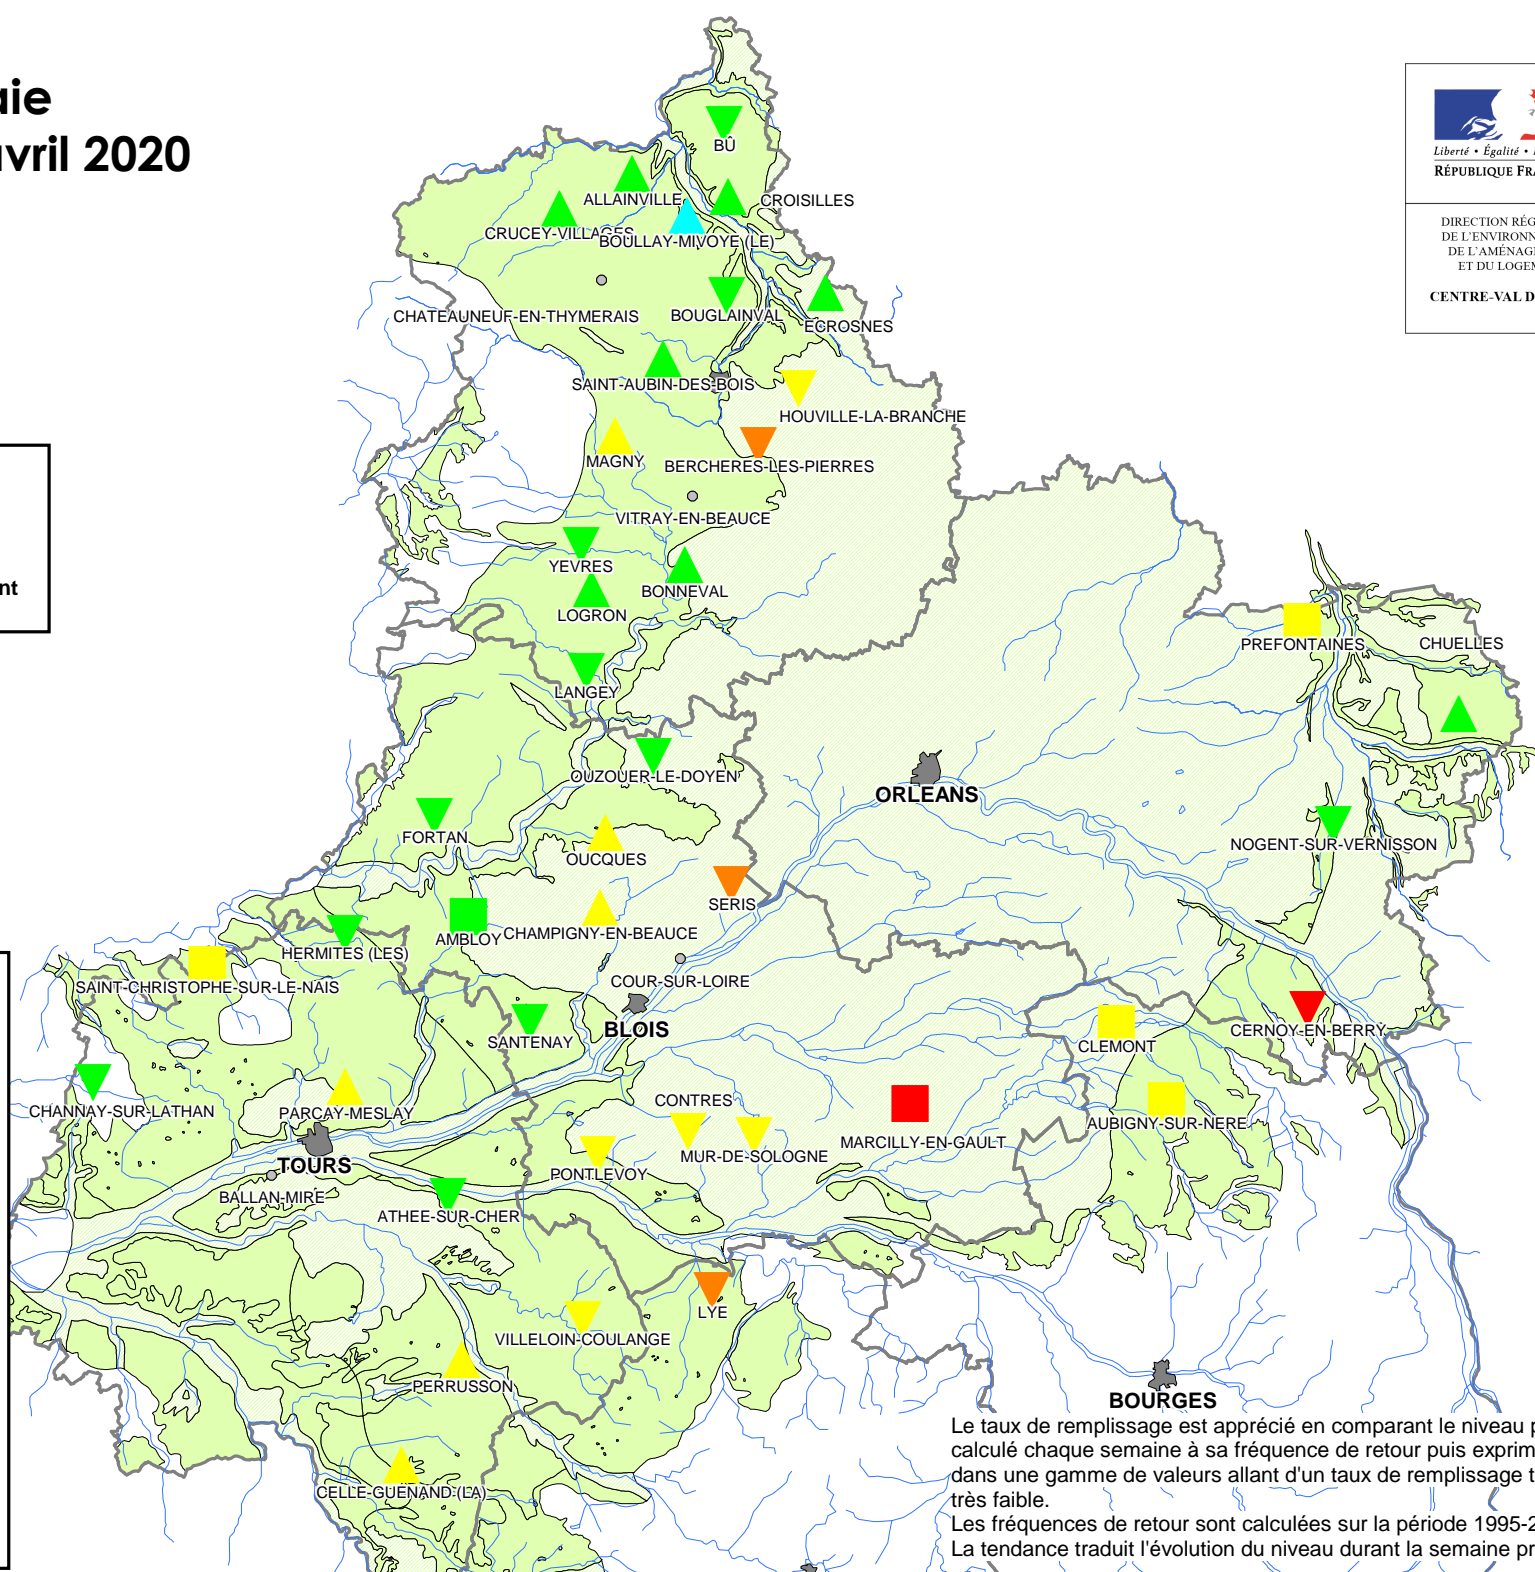 aie
avril 2020
Liberté • Égalité •
RÉPUBLIQUE FRA
DIRECTION RÉG
DE L'ENVIRONN
DE L'AMÉNAGE
ET DU LOGEM
CENTRE-VAL D
nt
BÛ
ALLAINVILLE
CROISILLES
CRUCEY-VILLAGES
BOULLAY-MIVOYE (LE)
CHATEAUNEUF-EN-THYMERAIS
BOUGLAINVAL
ECROSNES
SAINT-AUBIN-DES-BOIS
HOUVILLE-LA-BRANCHE
MAGNY
BERCHERES-LES-PIERRES
VITRAY-EN-BEAUCE
YEVRES
BONNEVAL
LOGRON
PREFONTAINES
CHUELLES
LANGEY
OUZOUER-LE-DOYEN
ORLEANS
FORTAN
OUCQUES
NOGENT-SUR-VERNISSON
SERIS
AMBLOY
CHAMPIGNY-EN-BEAUCE
HERMITES (LES)
SAINT-CHRISTOPHE-SUR-LE-NAIS
COUR-SUR-LOIRE
BLOIS
SANTENAY
CLEMONT
CERNOY-EN-BERRY
CHANNAY-SUR-LATHAN
PARCAY-MESLAY
CONTRES
MARCILLY-EN-GAULT
AUBIGNY-SUR-NERE
MUR-DE-SOLOGNE
TOURS
PONTLEVOY
BALLAN-MIRE
ATHEE-SUR-CHER
LYE
VILLELOIN-COULANGE
PERRUSSON
BOURGES
CELLE-GUENAND (LA)
Le taux de remplissage est apprécié en comparant le niveau p
calculé chaque semaine à sa fréquence de retour puis exprim
dans une gamme de valeurs allant d'un taux de remplissage t
très faible.
Les fréquences de retour sont calculées sur la période 1995-2
La tendance traduit l'évolution du niveau durant la semaine pr